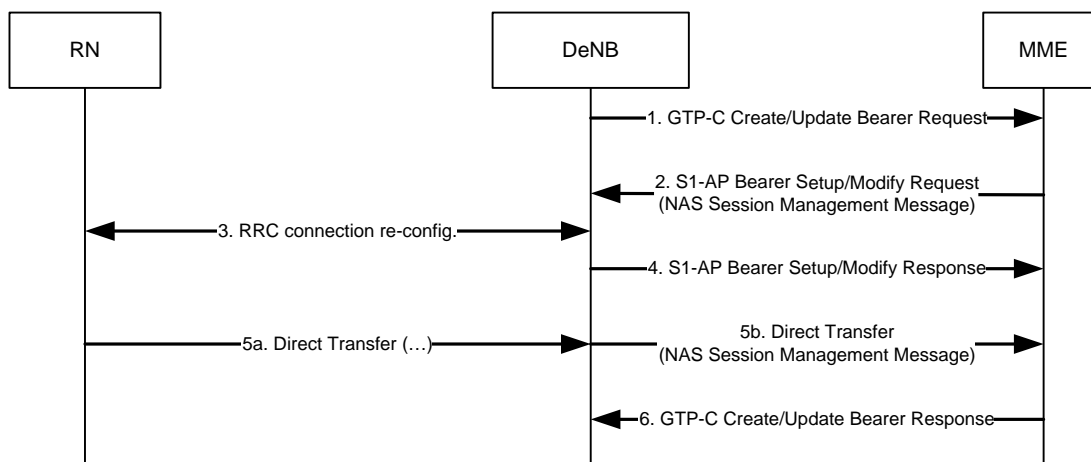 RN
DeNB
MME
1. GTP-C Create/Update Bearer Request
2. S1-AP Bearer Setup/Modify Request
(NAS Session Management Message)
3. RRC connection re-config.
4. S1-AP Bearer Setup/Modify Response
5a. Direct Transfer (…)
5b. Direct Transfer
(NAS Session Management Message)
6. GTP-C Create/Update Bearer Response